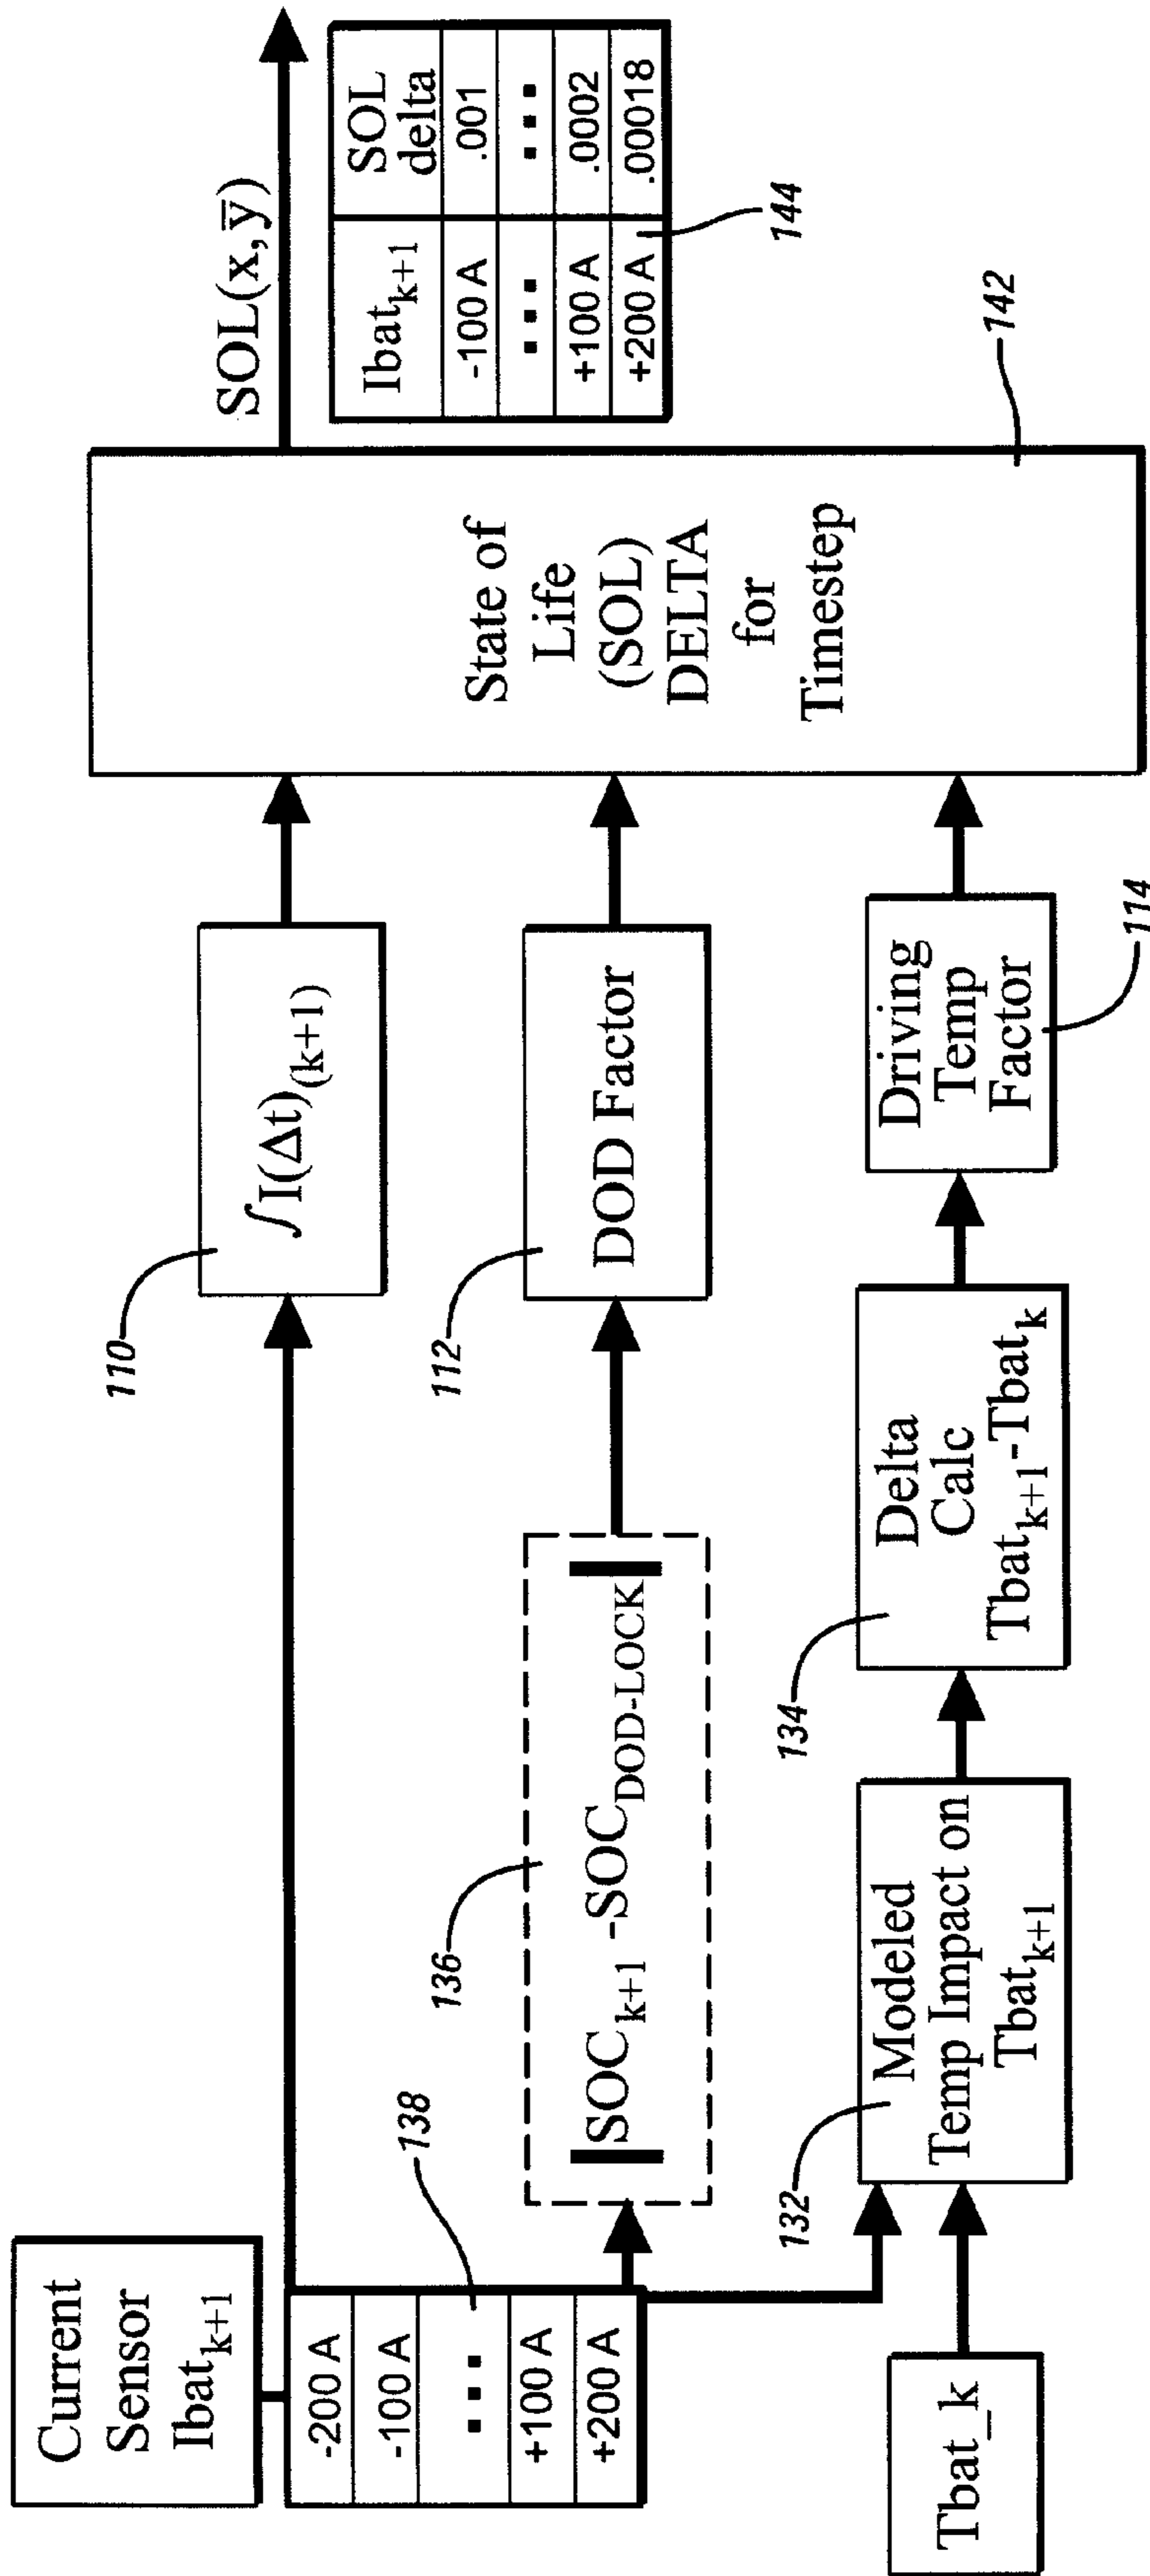 Current
Sensor
Ibat_{k+1}
-200 A
-100 A
...
+100 A
+200 A
138
Tbat_k
110
∫I(Δt)_{(k+1)}
136
|SOC_{k+1} -SOC_{DOD-LOCK}|
112
DOD Factor
132
Modeled
Temp Impact on
Tbat_{k+1}
134
Delta
Calc
Tbat_{k+1}-Tbat_k
Driving
Temp
Factor
114
State of
Life
(SOL)
DELTA
for
Timestep
142
SOL(x,y̅)
Ibat_{k+1} SOL delta
-100 A .001
... ...
+100 A .0002
+200 A .00018
144